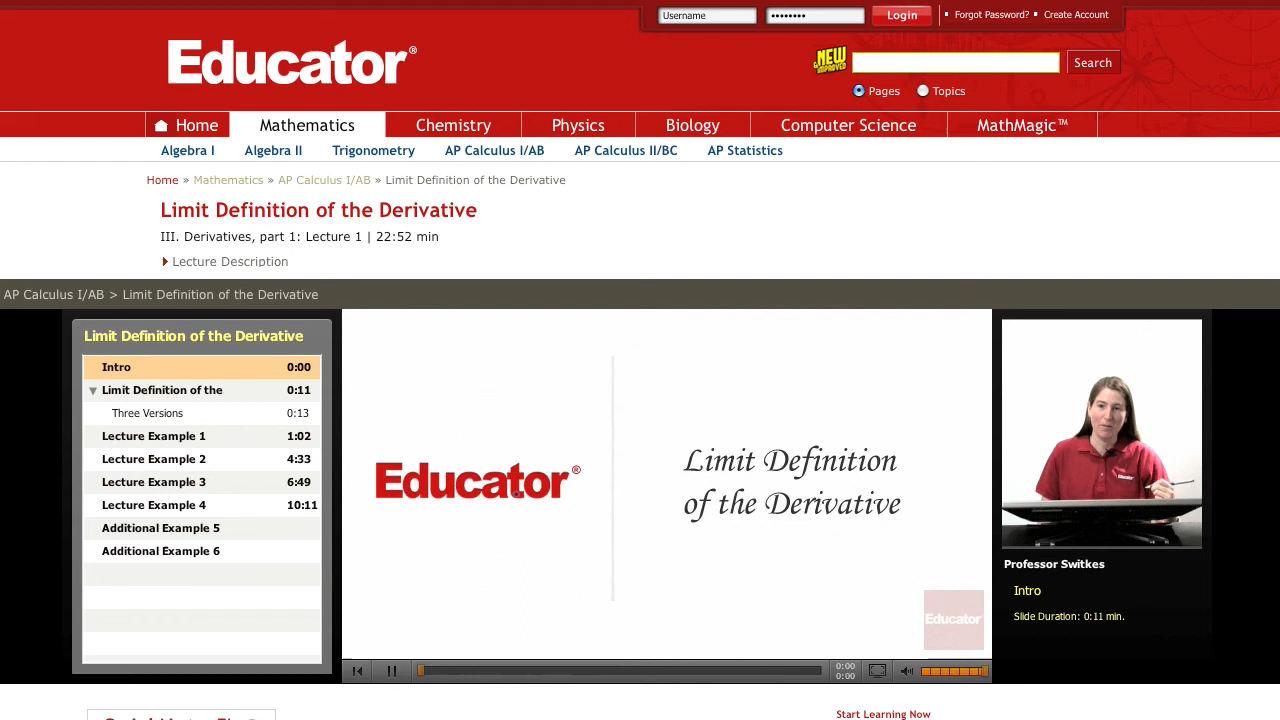 Username •••••••• Login Forgot Password? Create Account
Educator®
NEW & IMPROVED Search
Pages Topics
Home Mathematics Chemistry Physics Biology Computer Science MathMagic™
Algebra I Algebra II Trigonometry AP Calculus I/AB AP Calculus II/BC AP Statistics
Home » Mathematics » AP Calculus I/AB » Limit Definition of the Derivative
Limit Definition of the Derivative
III. Derivatives, part 1: Lecture 1 | 22:52 min
Lecture Description
AP Calculus I/AB > Limit Definition of the Derivative
Limit Definition of the Derivative
Intro 0:00
Limit Definition of the 0:11
Three Versions 0:13
Lecture Example 1 1:02
Lecture Example 2 4:33
Lecture Example 3 6:49
Lecture Example 4 10:11
Additional Example 5
Additional Example 6
Educator®
Limit Definition
of the Derivative
Educator
0:00
0:00
Professor Switkes
Intro
Slide Duration: 0:11 min.
Start Learning Now